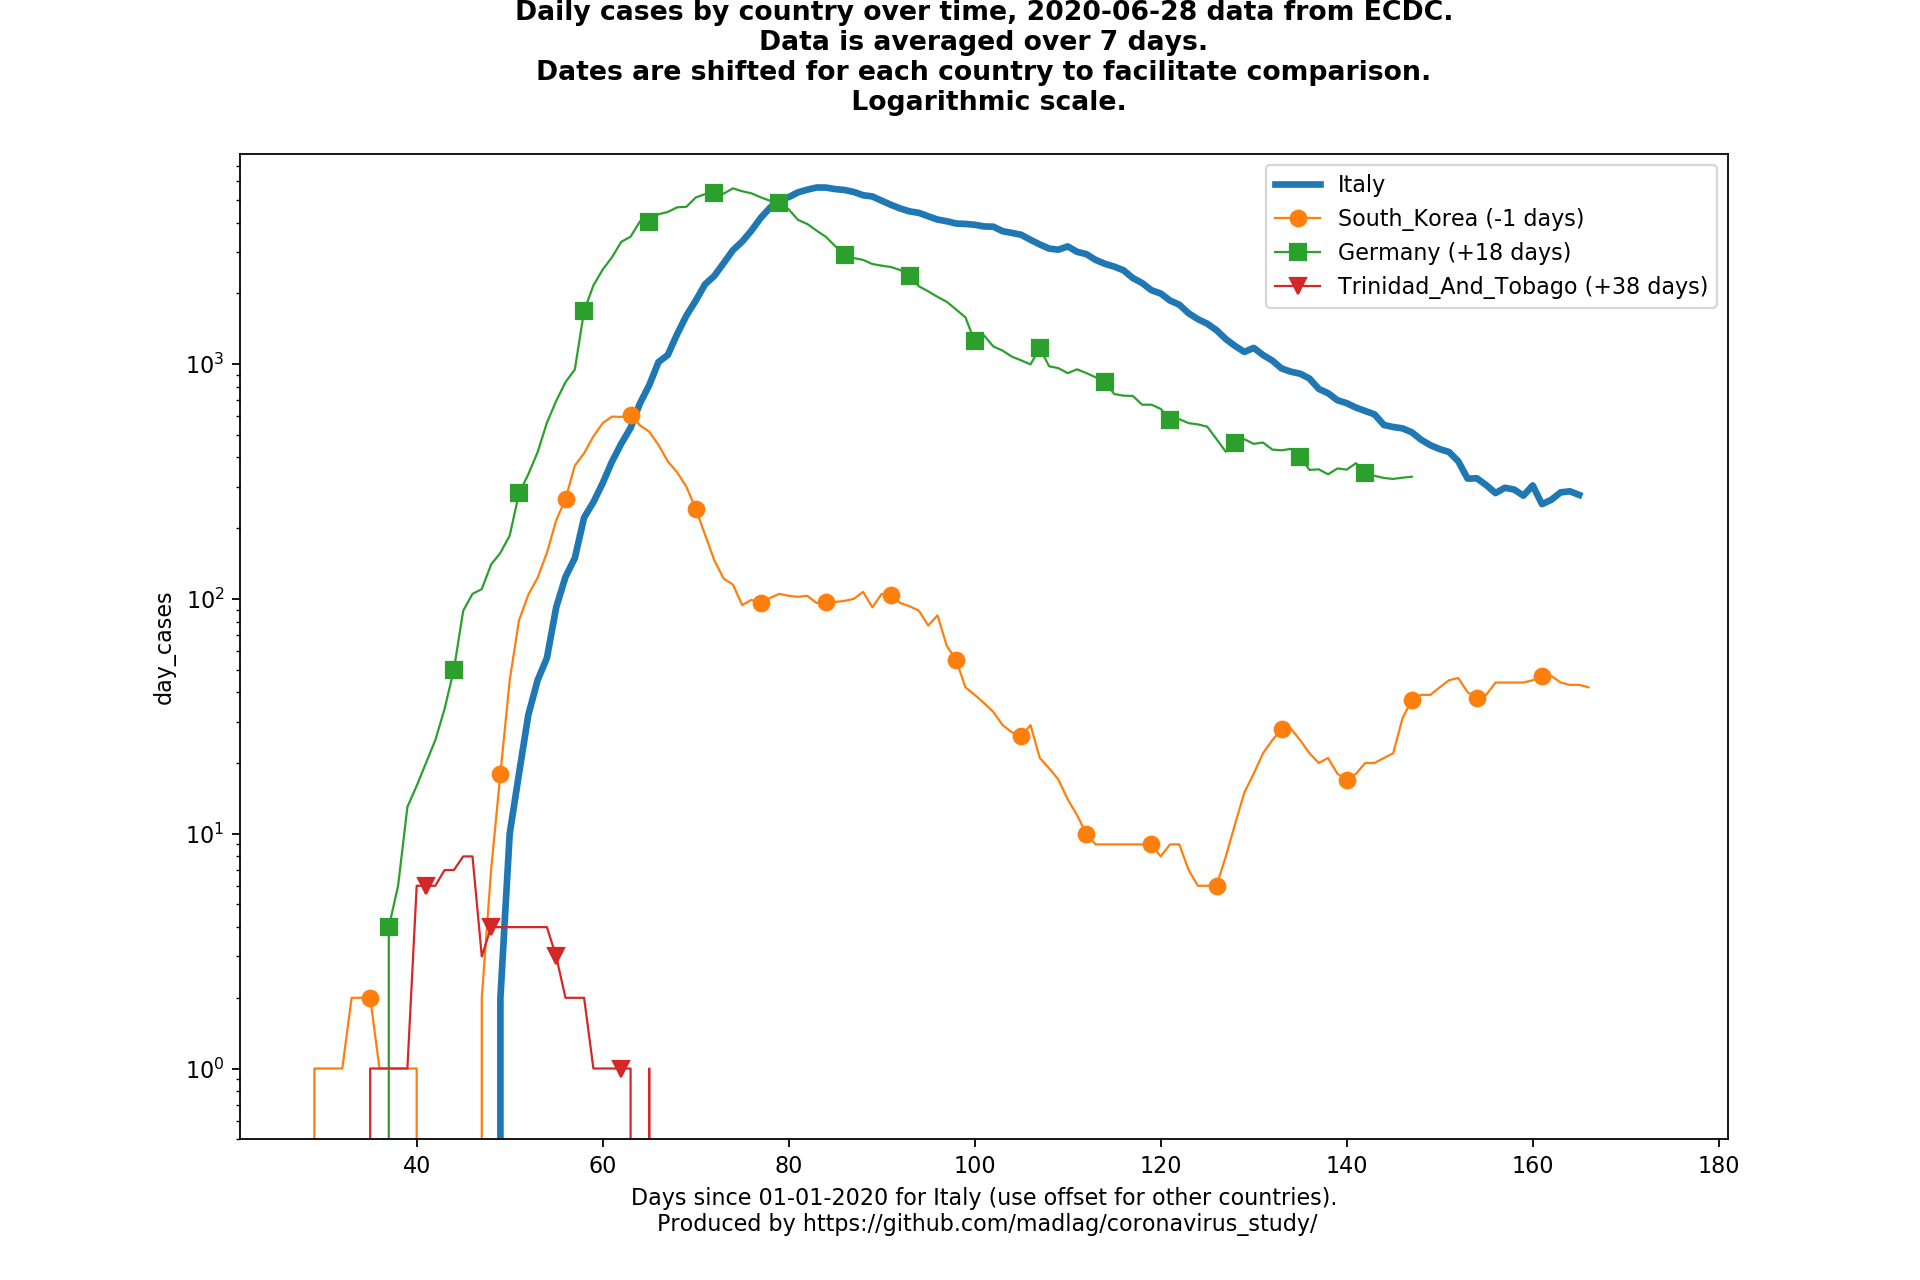 Daily cases by country over time, 2020-06-28 data from ECDC.
Data is averaged over 7 days.
Dates are shifted for each country to facilitate comparison.
Logarithmic scale.
Italy
South_Korea (-1 days)
Germany (+18 days)
Trinidad_And_Tobago (+38 days)
10³
10²
10¹
10⁰
day_cases
40 60 80 100 120 140 160 180
Days since 01-01-2020 for Italy (use offset for other countries).
Produced by https://github.com/madlag/coronavirus_study/